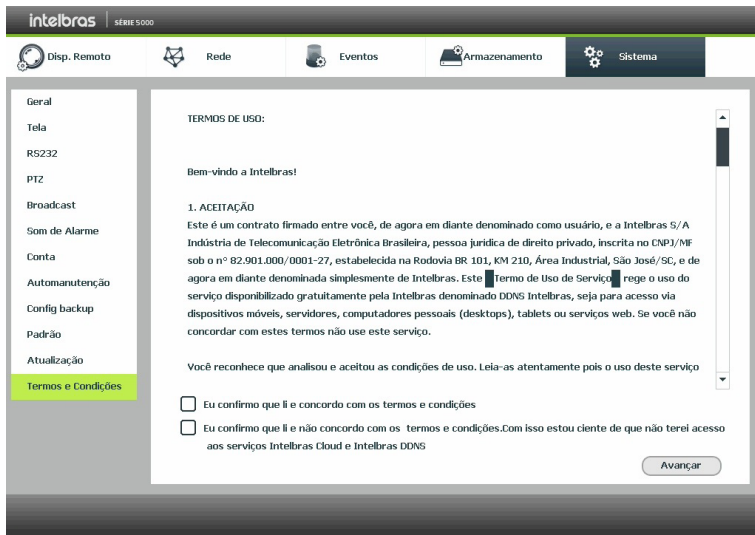 intelbras SÉRIE 5000
Disp. Remoto
Rede
Eventos
Armazenamento
Sistema
Geral
Tela
RS232
PTZ
Broadcast
Som de Alarme
Conta
Automanutenção
Config backup
Padrão
Atualização
Termos e Condições
TERMOS DE USO:
Bem-vindo a Intelbras!
1. ACEITAÇÃO
Este é um contrato firmado entre você, de agora em diante denominado como usuário, e a Intelbras S/A
Indústria de Telecomunicação Eletrônica Brasileira, pessoa juridica de direito privado, inscrita no CNPJ/MF
sob o nº 82.901.000/0001-27, estabelecida na Rodovia BR 101, KM 210, Área Industrial, São José/SC, e de
agora em diante denominada simplesmente de Intelbras. Este Termo de Uso de Serviço rege o uso do
serviço disponibilizado gratuitamente pela Intelbras denominado DDNS Intelbras, seja para acesso via
dispositivos móveis, servidores, computadores pessoais (desktops), tablets ou serviços web. Se você não
concordar com estes termos não use este serviço.
Você reconhece que analisou e aceitou as condições de uso. Leia-as atentamente pois o uso deste serviço
Eu confirmo que li e concordo com os termos e condições
Eu confirmo que li e não concordo com os termos e condições.Com isso estou ciente de que não terei acesso
aos serviços Intelbras Cloud e Intelbras DDNS
Avançar